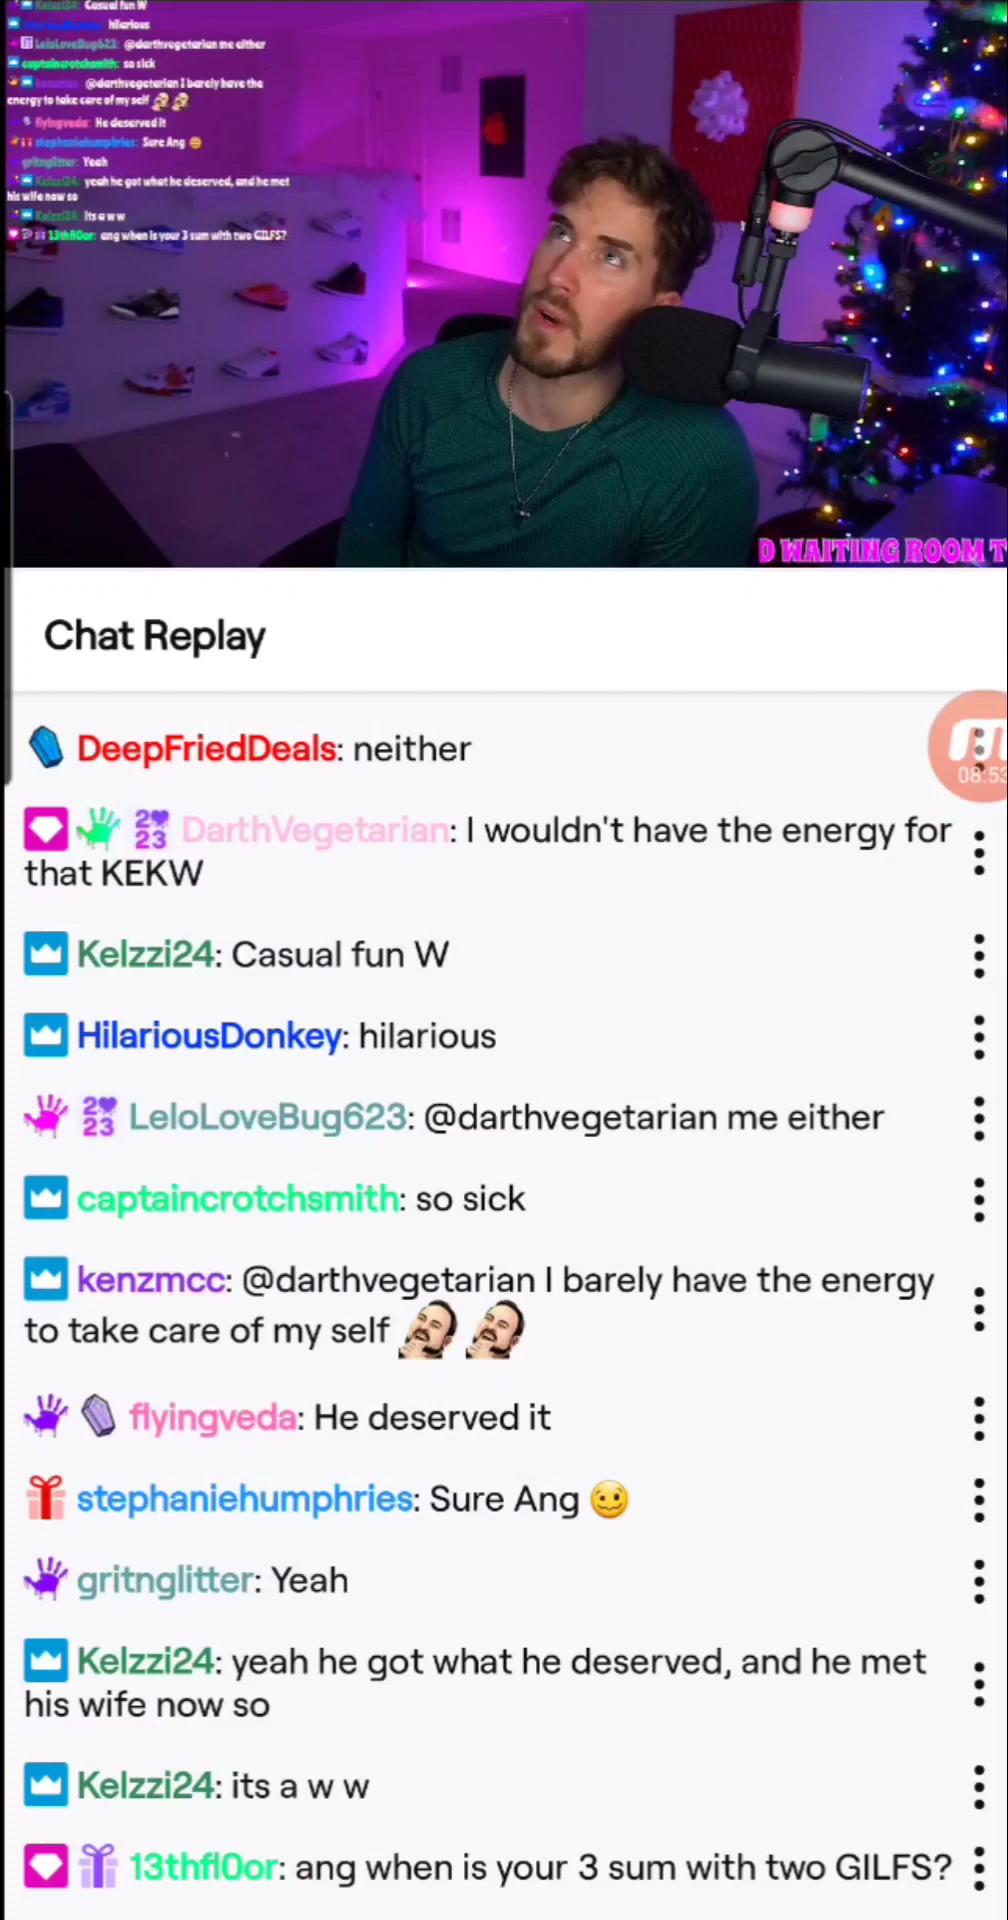 Kelzzi24: Casual fun W
HilariousDonkey: hilarious
LeloLoveBug623: @darthvegetarian me either
captaincrotchsmith: so sick
kenzmcc: @darthvegetarian I barely have the
energy to take care of my self
flyingveda: He deserved it
stephaniehumphries: Sure Ang
gritnglitter: Yeah
Kelzzi24: yeah he got what he deserved, and he met
his wife now so
Kelzzi24: its a w w
13thfl0or: ang when is your 3 sum with two GILFS?
D WAITING ROOM T
Chat Replay
DeepFriedDeals: neither
08:53
2023 DarthVegetarian: I wouldn't have the energy for
that KEKW
Kelzzi24: Casual fun W
HilariousDonkey: hilarious
2023 LeloLoveBug623: @darthvegetarian me either
captaincrotchsmith: so sick
kenzmcc: @darthvegetarian I barely have the energy
to take care of my self
flyingveda: He deserved it
stephaniehumphries: Sure Ang 🥴
gritnglitter: Yeah
Kelzzi24: yeah he got what he deserved, and he met
his wife now so
Kelzzi24: its a w w
13thfl0or: ang when is your 3 sum with two GILFS?